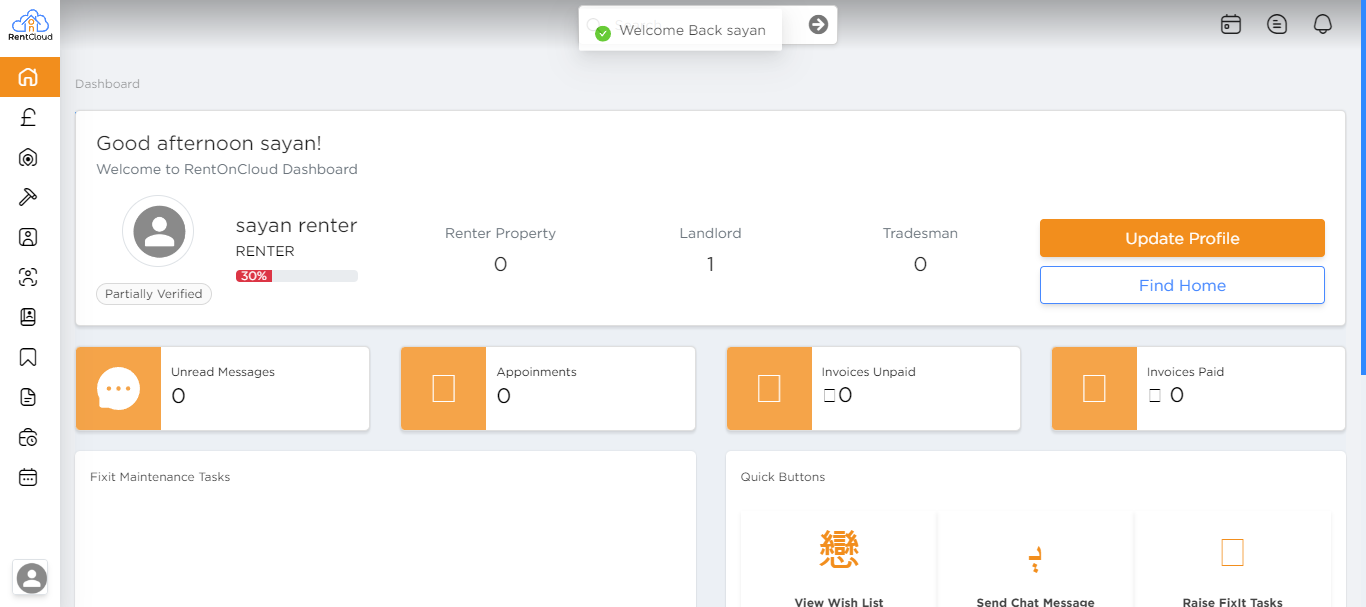 RentCloud
Welcome Back sayan
Dashboard
Good afternoon sayan!
Welcome to RentOnCloud Dashboard
sayan renter
RENTER
30%
Partially Verified
Renter Property
0
Landlord
1
Tradesman
0
Update Profile
Find Home
Unread Messages
0
Appoinments
0
Invoices Unpaid
0
Invoices Paid
0
Fixit Maintenance Tasks
Quick Buttons
戀
View Wish List
Send Chat Message
Raise FixIt Tasks